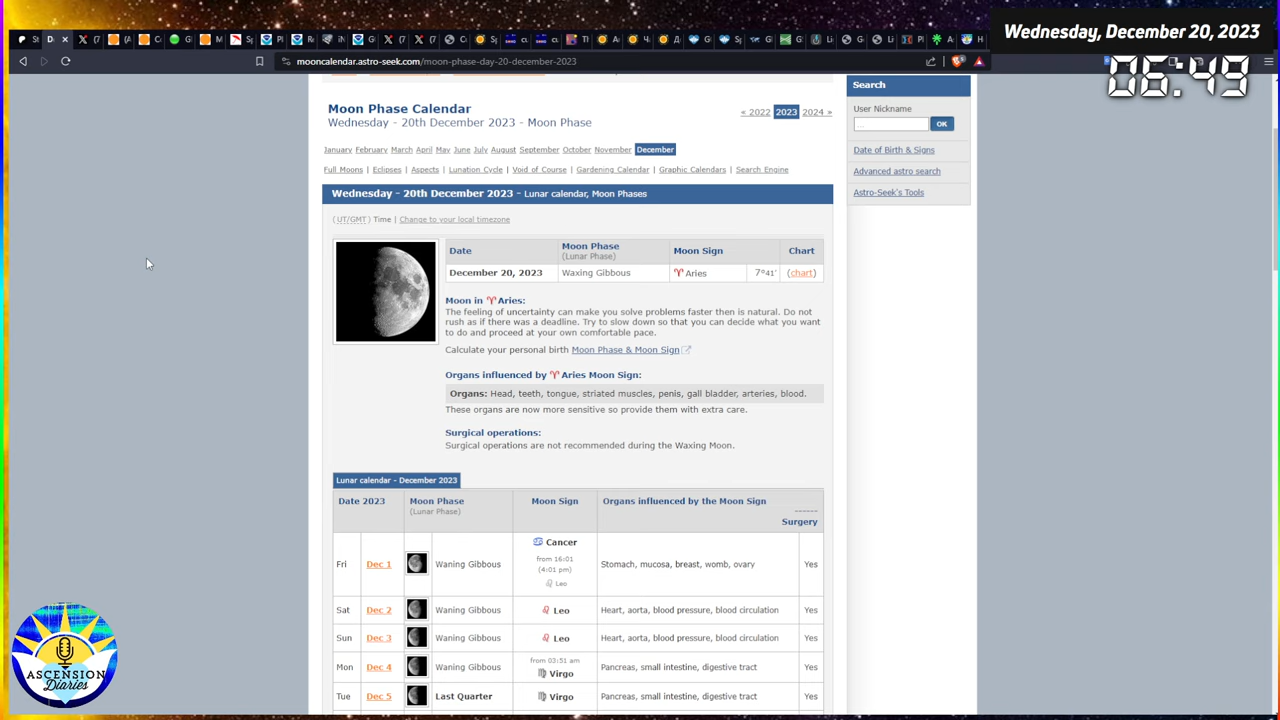 Wednesday, December 20, 2023
06:49
mooncalendar.astro-seek.com/moon-phase-day-20-december-2023
Moon Phase Calendar
Wednesday - 20th December 2023 - Moon Phase
« 2022 2023 2024 »
January February March April May June July August September October November December
Full Moons | Eclipses | Aspects | Lunation Cycle | Void of Course | Gardening Calendar | Graphic Calendars | Search Engine
Wednesday - 20th December 2023 - Lunar calendar, Moon Phases
(UT/GMT) Time | Change to your local timezone
Date Moon Phase (Lunar Phase) Moon Sign Chart
December 20, 2023 Waxing Gibbous ♈ Aries 7°41' (chart)
Moon in ♈ Aries:
The feeling of uncertainty can make you solve problems faster then is natural. Do not
rush as if there was a deadline. Try to slow down so that you can decide what you want
to do and proceed at your own comfortable pace.
Calculate your personal birth Moon Phase & Moon Sign
Organs influenced by ♈ Aries Moon Sign:
Organs: Head, teeth, tongue, striated muscles, penis, gall bladder, arteries, blood.
These organs are now more sensitive so provide them with extra care.
Surgical operations:
Surgical operations are not recommended during the Waxing Moon.
Lunar calendar - December 2023
Date 2023 Moon Phase (Lunar Phase) Moon Sign Organs influenced by the Moon Sign
------
Surgery
Fri Dec 1 Waning Gibbous ♋ Cancer from 16:01 (4:01 pm) ♌ Leo Stomach, mucosa, breast, womb, ovary Yes
Sat Dec 2 Waning Gibbous ♌ Leo Heart, aorta, blood pressure, blood circulation Yes
Sun Dec 3 Waning Gibbous ♌ Leo Heart, aorta, blood pressure, blood circulation Yes
Mon Dec 4 Waning Gibbous from 03:51 am ♍ Virgo Pancreas, small intestine, digestive tract Yes
Tue Dec 5 Last Quarter ♍ Virgo Pancreas, small intestine, digestive tract Yes
Search
User Nickname
... OK
Date of Birth & Signs
Advanced astro search
Astro-Seek's Tools
ASCENSION
Diaries